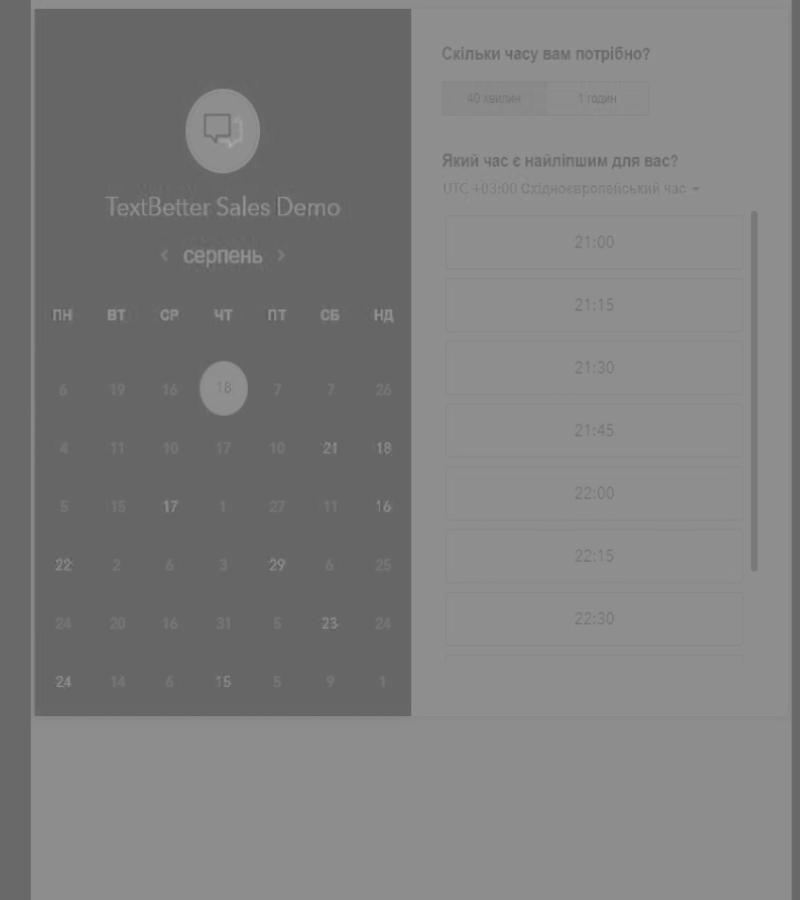 TextBetter Sales Demo
‹ серпень ›
ПН ВТ СР ЧТ ПТ СБ НД
6 19 16 18 7 7 26
4 11 10 17 10 21 18
5 15 17 1 27 11 16
22 2 6 3 29 6 25
24 20 16 31 5 23 24
24 14 6 15 5 9 1
Скільки часу вам потрібно?
40 хвилин 1 годин
Який час є найліпшим для вас?
UTC +03:00 Східноєвропейський час
21:00
21:15
21:30
21:45
22:00
22:15
22:30